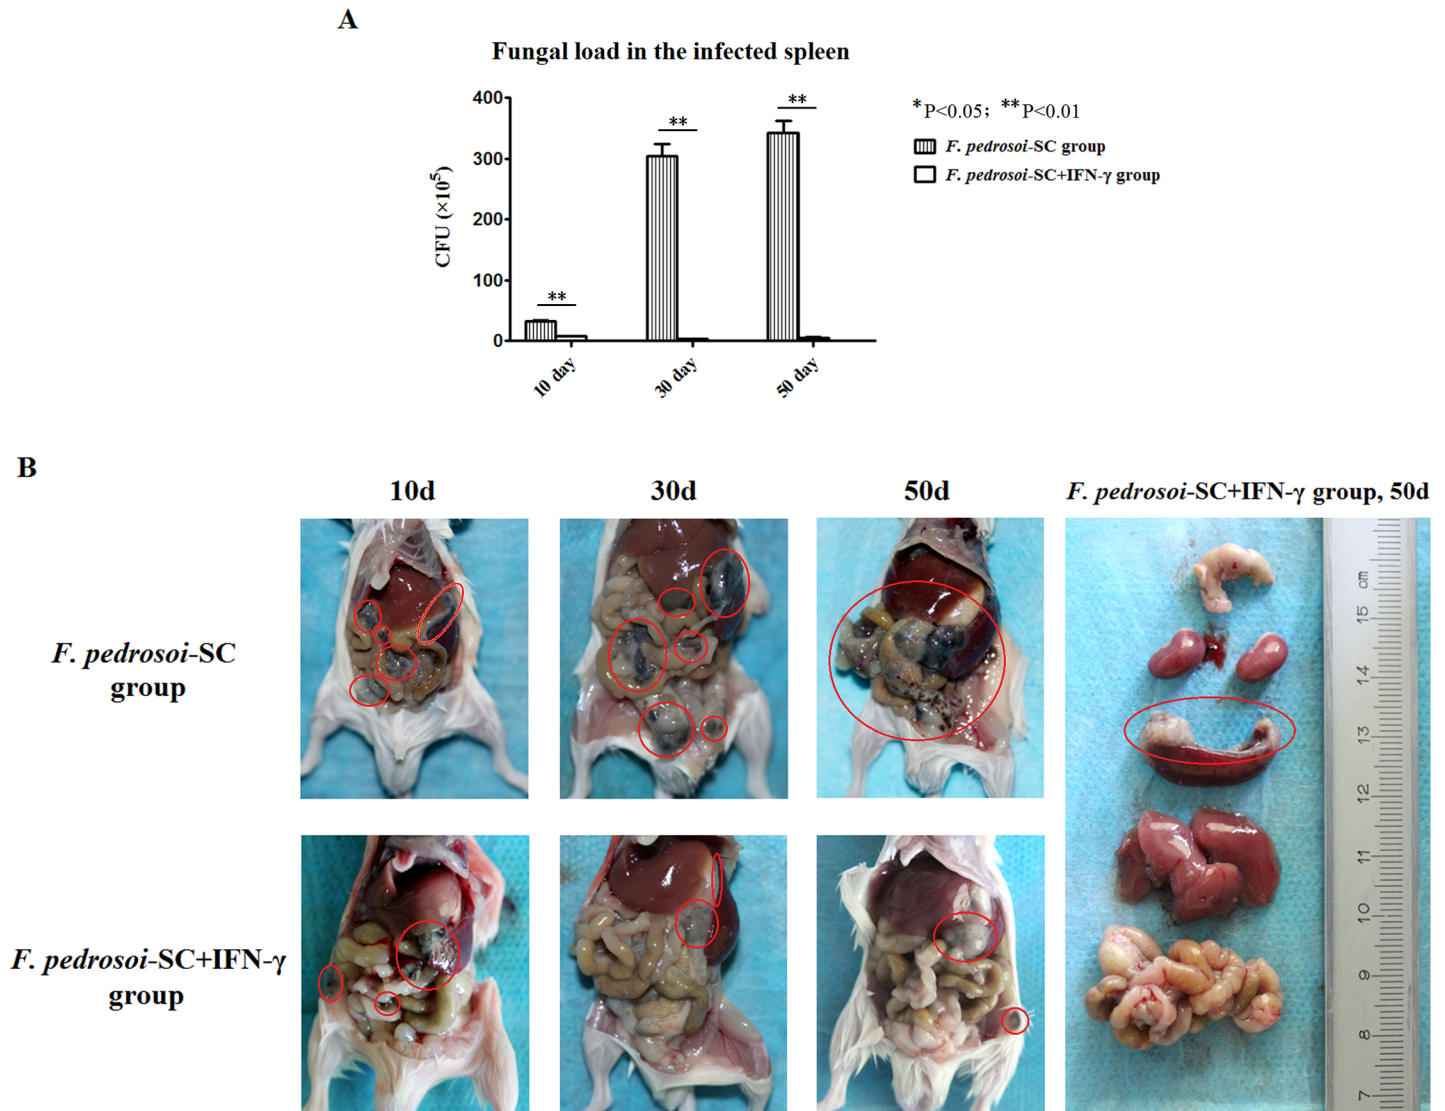 A
Fungal load in the infected spleen
400
300
200
100
0
CFU (×10⁵)
**
**
**
10 day
30 day
50 day
*P<0.05; **P<0.01
F. pedrosoi-SC group
F. pedrosoi-SC+IFN-γ group
B
10d
30d
50d
F. pedrosoi-SC+IFN-γ group, 50d
F. pedrosoi-SC
group
F. pedrosoi-SC+IFN-γ
group
cm
15
14
13
12
11
10
9
8
7